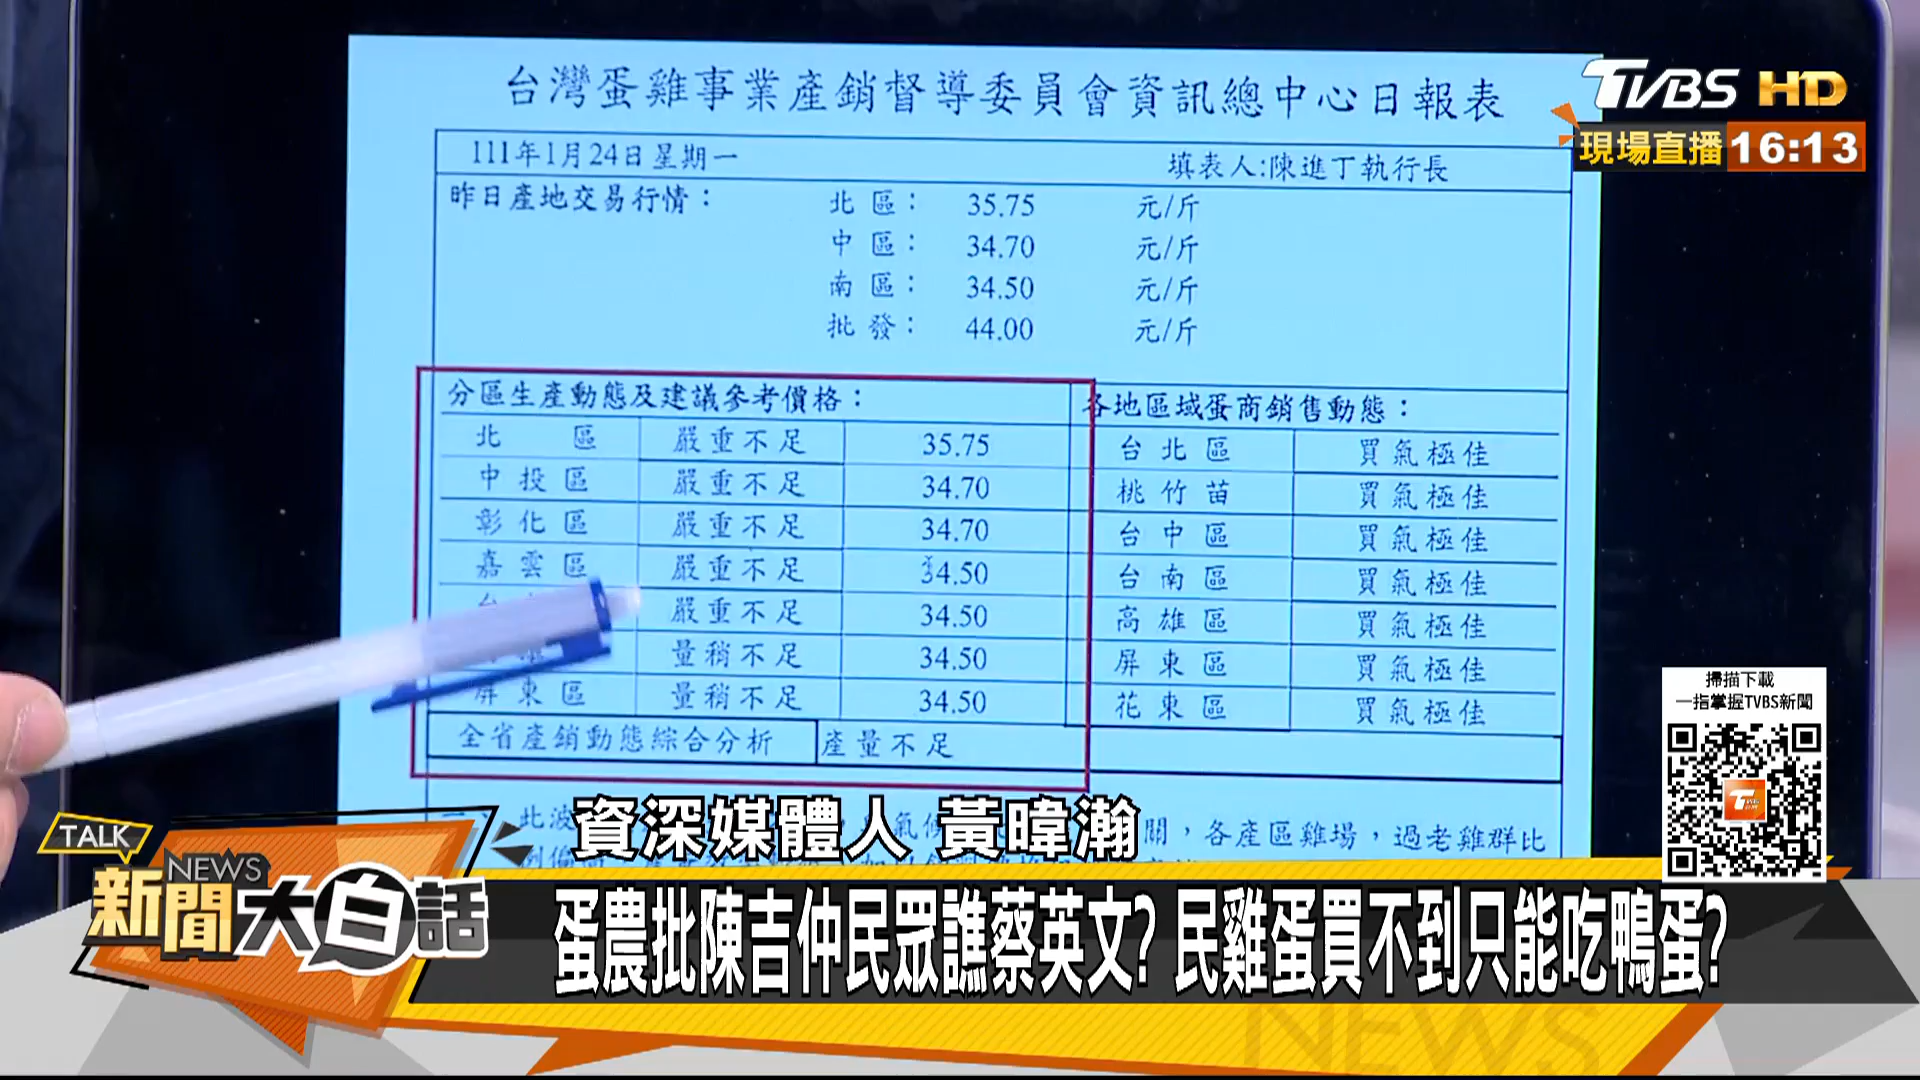 台灣蛋雞事業產銷督導委員會資訊總中心日報表
111年1月24日星期一 填表人:陳進丁執行長
昨日產地交易行情： 北區： 35.75 元/斤
中區： 34.70 元/斤
南區： 34.50 元/斤
批發： 44.00 元/斤
分區生產動態及建議參考價格：
北 區 嚴重不足 35.75
中投區 嚴重不足 34.70
彰化區 嚴重不足 34.70
嘉雲區 嚴重不足 34.50
嚴重不足 34.50
量稍不足 34.50
屏東區 量稍不足 34.50
全省產銷動態綜合分析 產量不足
各地區域蛋商銷售動態：
台北區 買氣極佳
桃竹苗 買氣極佳
台中區 買氣極佳
台南區 買氣極佳
高雄區 買氣極佳
屏東區 買氣極佳
花東區 買氣極佳
此波 氣候 關，各產區雞場，過老雞群比
TVBS HD
現場直播 16:13
掃描下載
一指掌握TVBS新聞
資深媒體人 黃暐瀚
TALK
NEWS
新聞大白話
蛋農批陳吉仲民眾譙蔡英文? 民雞蛋買不到只能吃鴨蛋?
NEWS